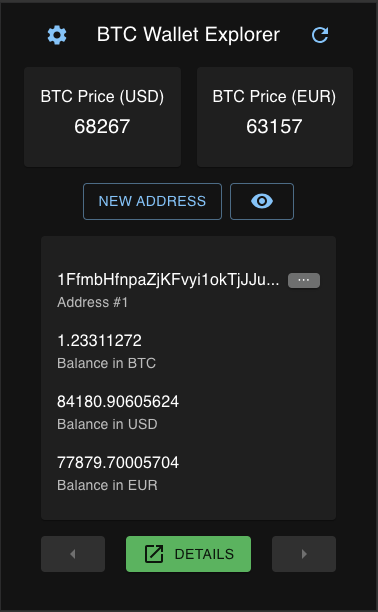 BTC Wallet Explorer
BTC Price (USD)
68267
BTC Price (EUR)
63157
NEW ADDRESS
1FfmbHfnpaZjKFvyi1okTjJJu...
Address #1
1.23311272
Balance in BTC
84180.90605624
Balance in USD
77879.70005704
Balance in EUR
DETAILS